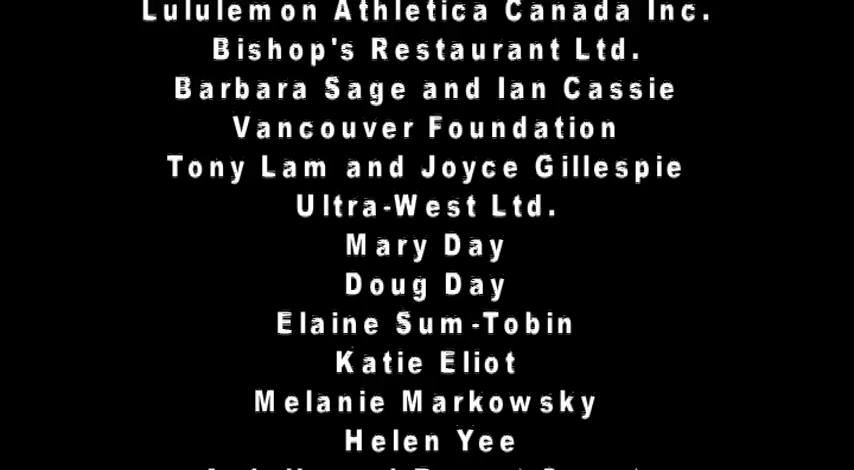 Lululemon Athletica Canada Inc.
Bishop's Restaurant Ltd.
Barbara Sage and Ian Cassie
Vancouver Foundation
Tony Lam and Joyce Gillespie
Ultra-West Ltd.
Mary Day
Doug Day
Elaine Sum-Tobin
Katie Eliot
Melanie Markowsky
Helen Yee